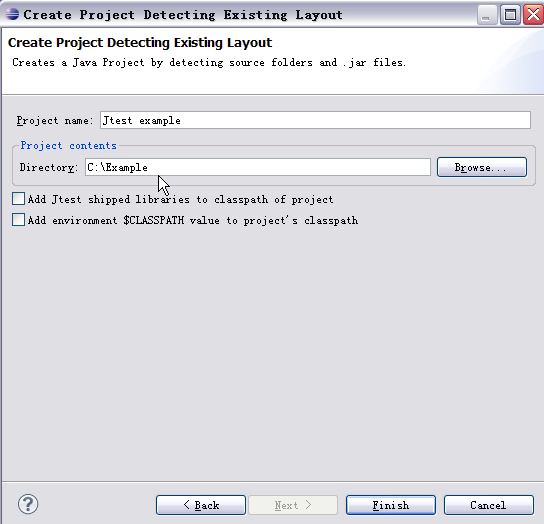 Create Project Detecting Existing Layout
Create Project Detecting Existing Layout
Creates a Java Project by detecting source folders and .jar files.
Project name: Jtest example
Project contents
Directory: C:\Example Browse...
Add Jtest shipped libraries to classpath of project
Add environment $CLASSPATH value to project's classpath
? < Back Next > Finish Cancel